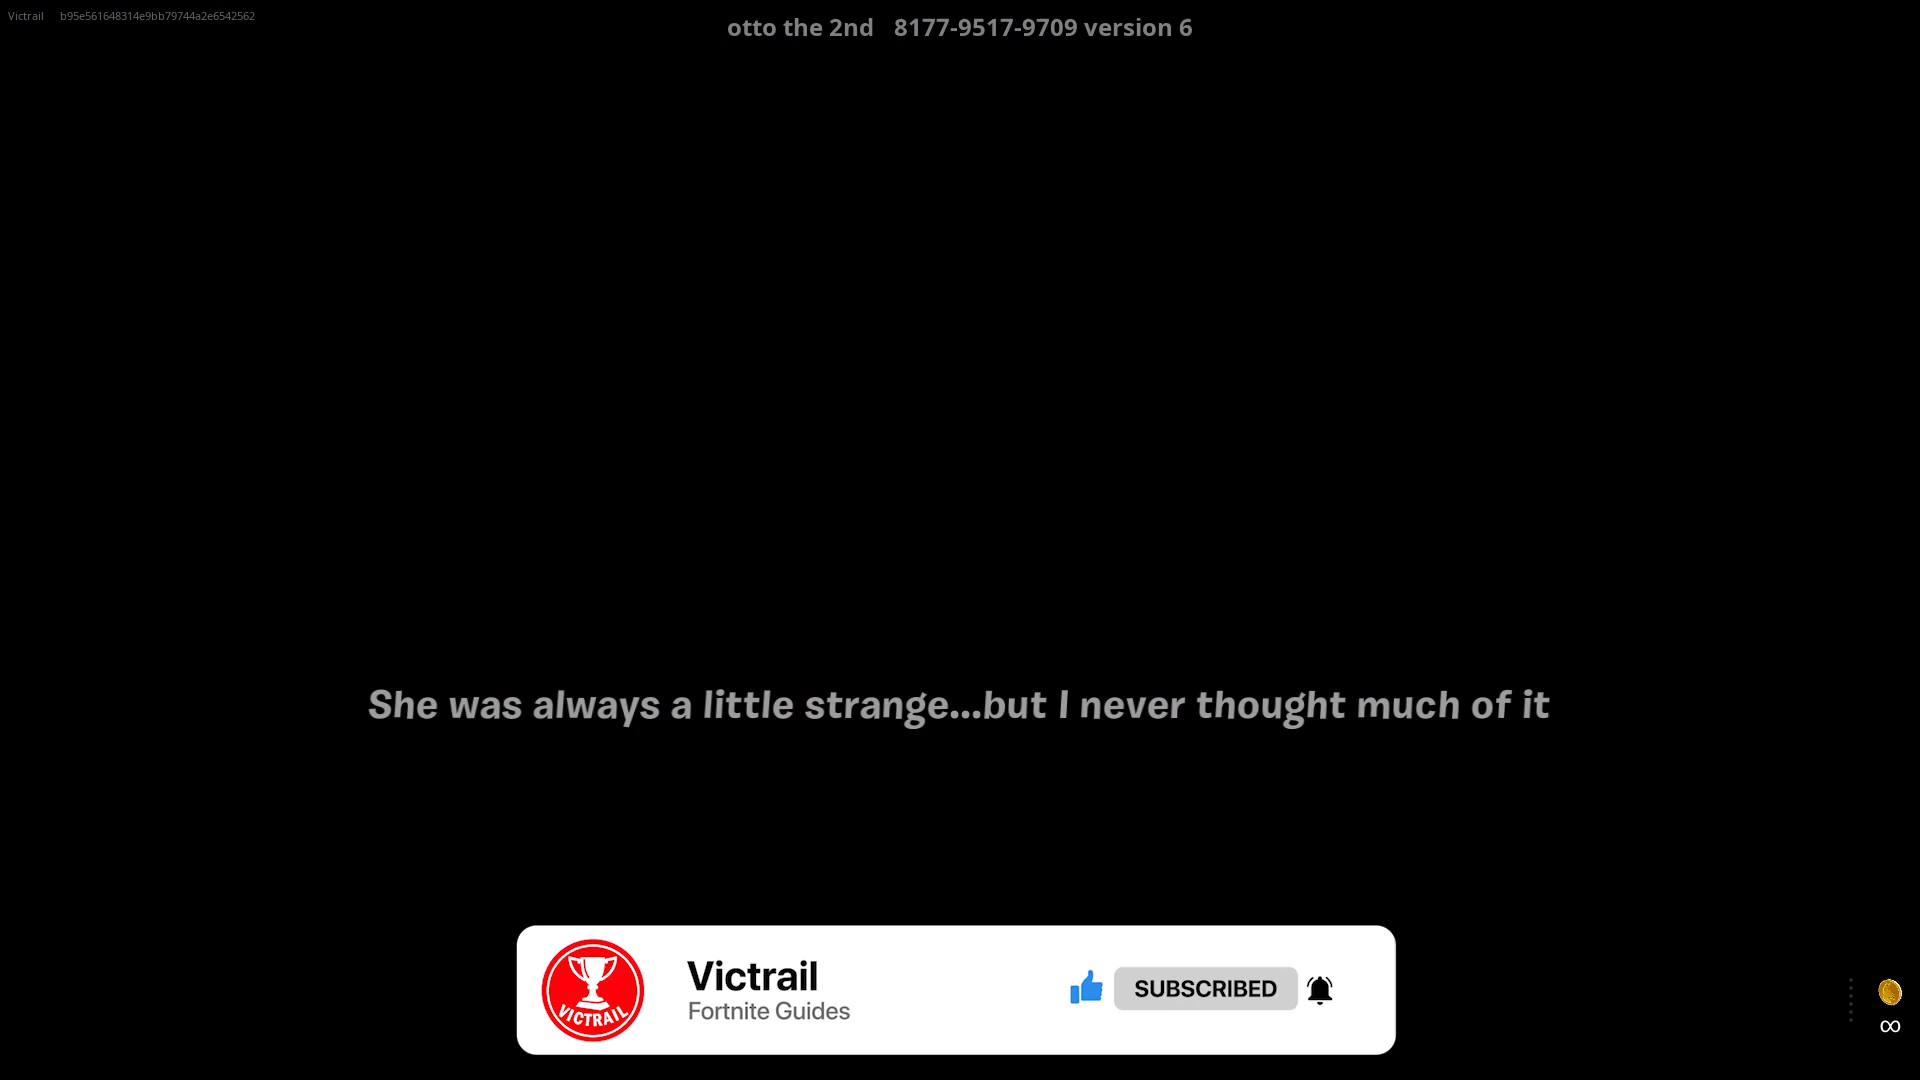 Victrail b95e561648314e9bb79744a2e6542562
otto the 2nd 8177-9517-9709 version 6
She was always a little strange...but I never thought much of it
VICTRAIL
Victrail
Fortnite Guides
SUBSCRIBED
∞